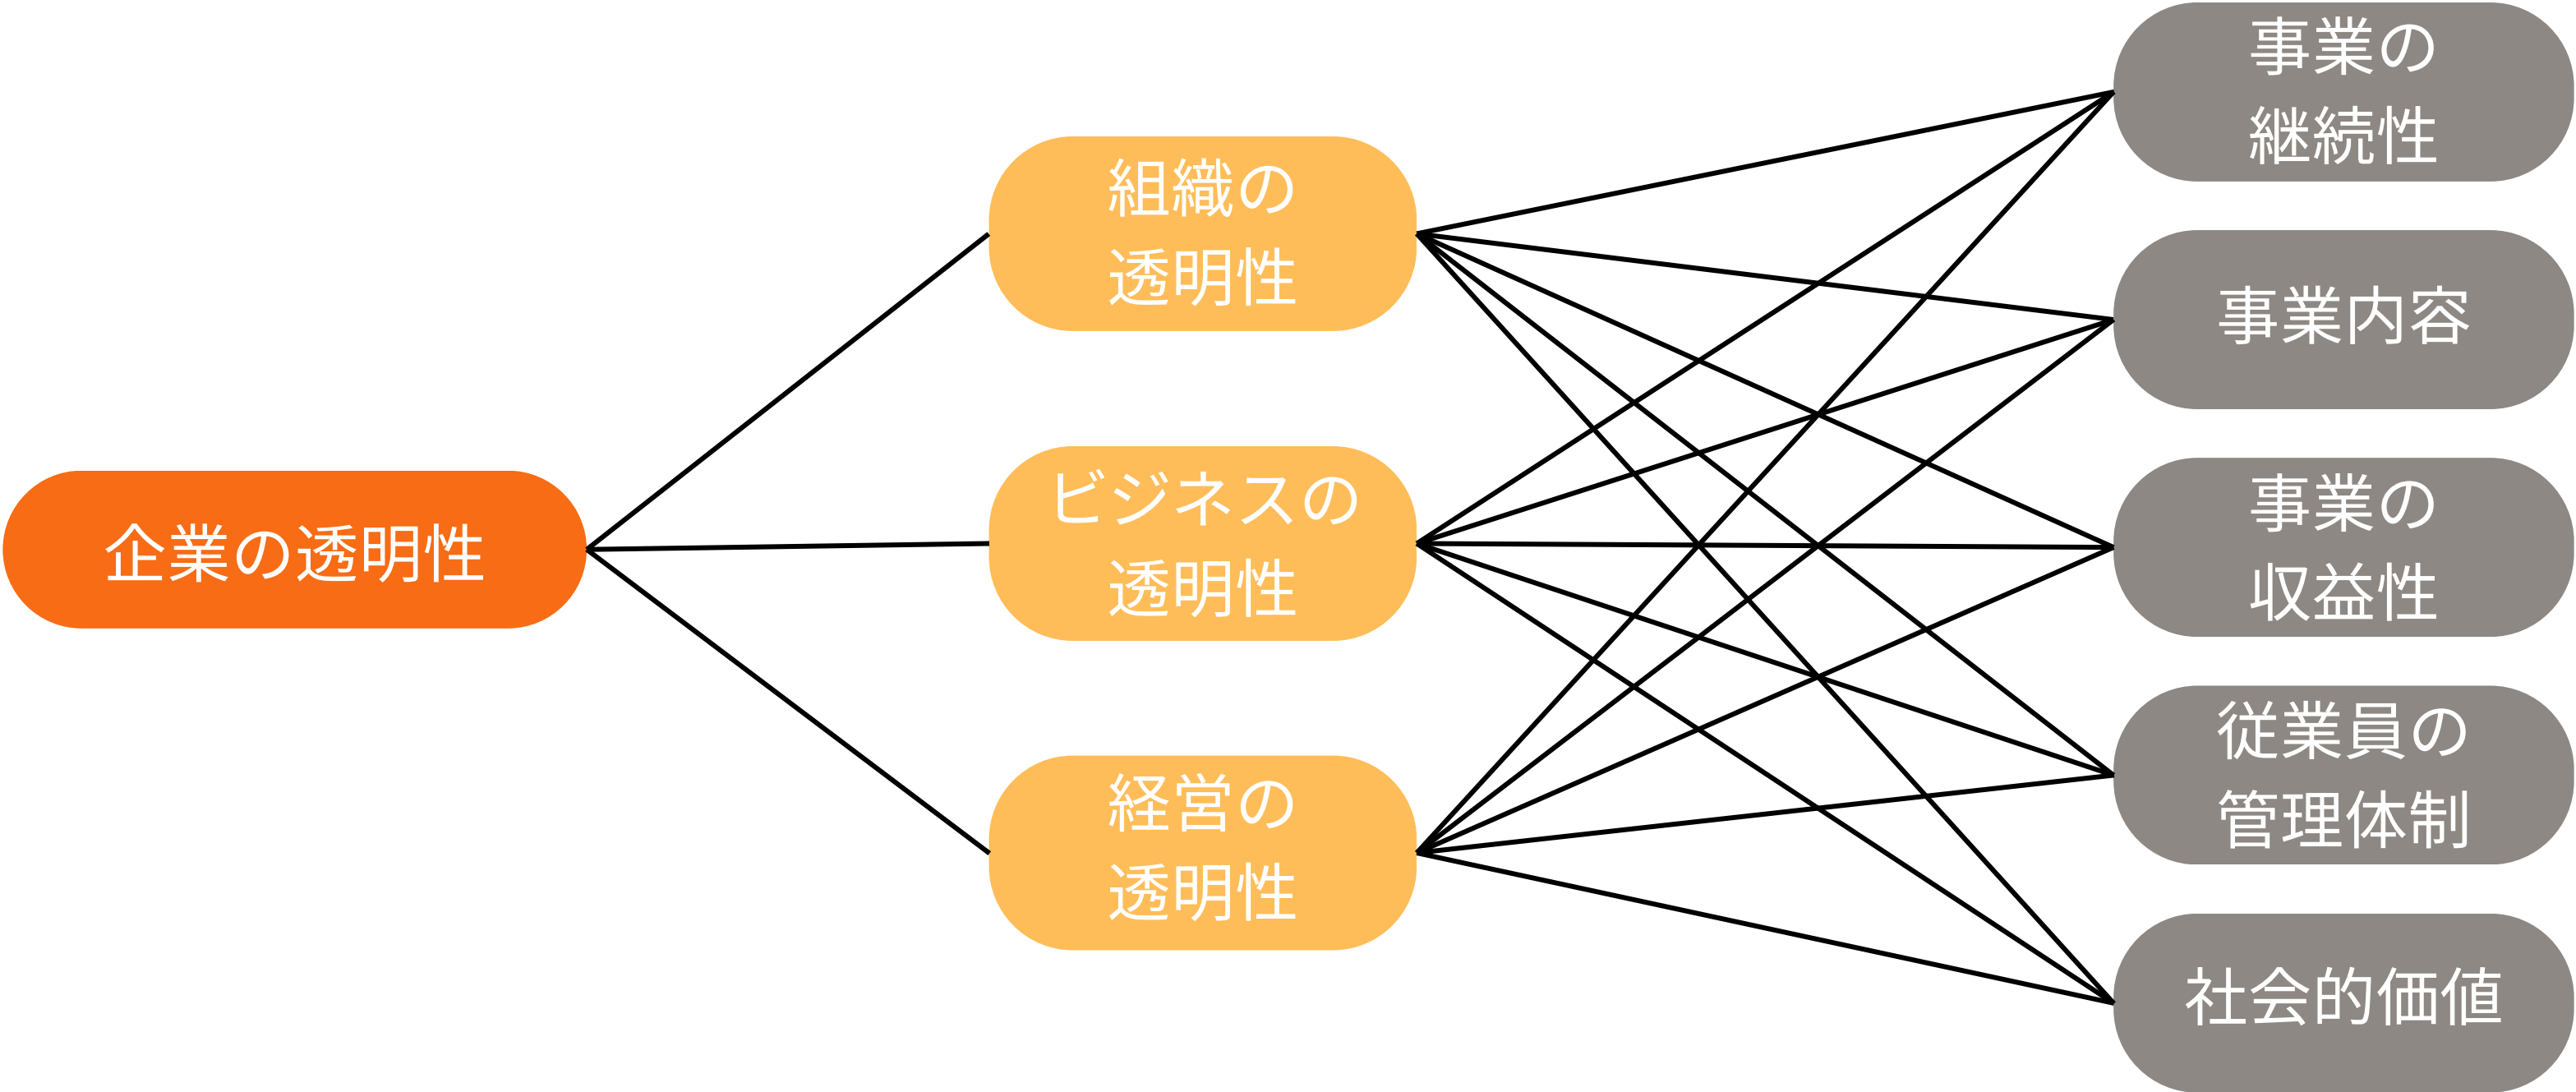 企業の透明性
組織の
透明性
ビジネスの
透明性
経営の
透明性
事業の
継続性
事業内容
事業の
収益性
従業員の
管理体制
社会的価値